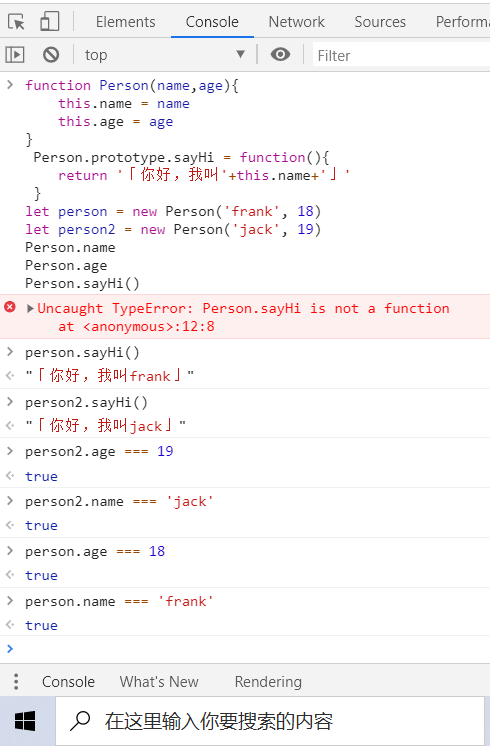 Elements Console Network Sources Performa
top Filter
function Person(name,age){
this.name = name
this.age = age
}
Person.prototype.sayHi = function(){
return '「你好，我叫'+this.name+'」'
}
let person = new Person('frank', 18)
let person2 = new Person('jack', 19)
Person.name
Person.age
Person.sayHi()
Uncaught TypeError: Person.sayHi is not a function
at <anonymous>:12:8
person.sayHi()
"「你好，我叫frank」"
person2.sayHi()
"「你好，我叫jack」"
person2.age === 19
true
person2.name === 'jack'
true
person.age === 18
true
person.name === 'frank'
true
Console What's New Rendering
在这里输入你要搜索的内容